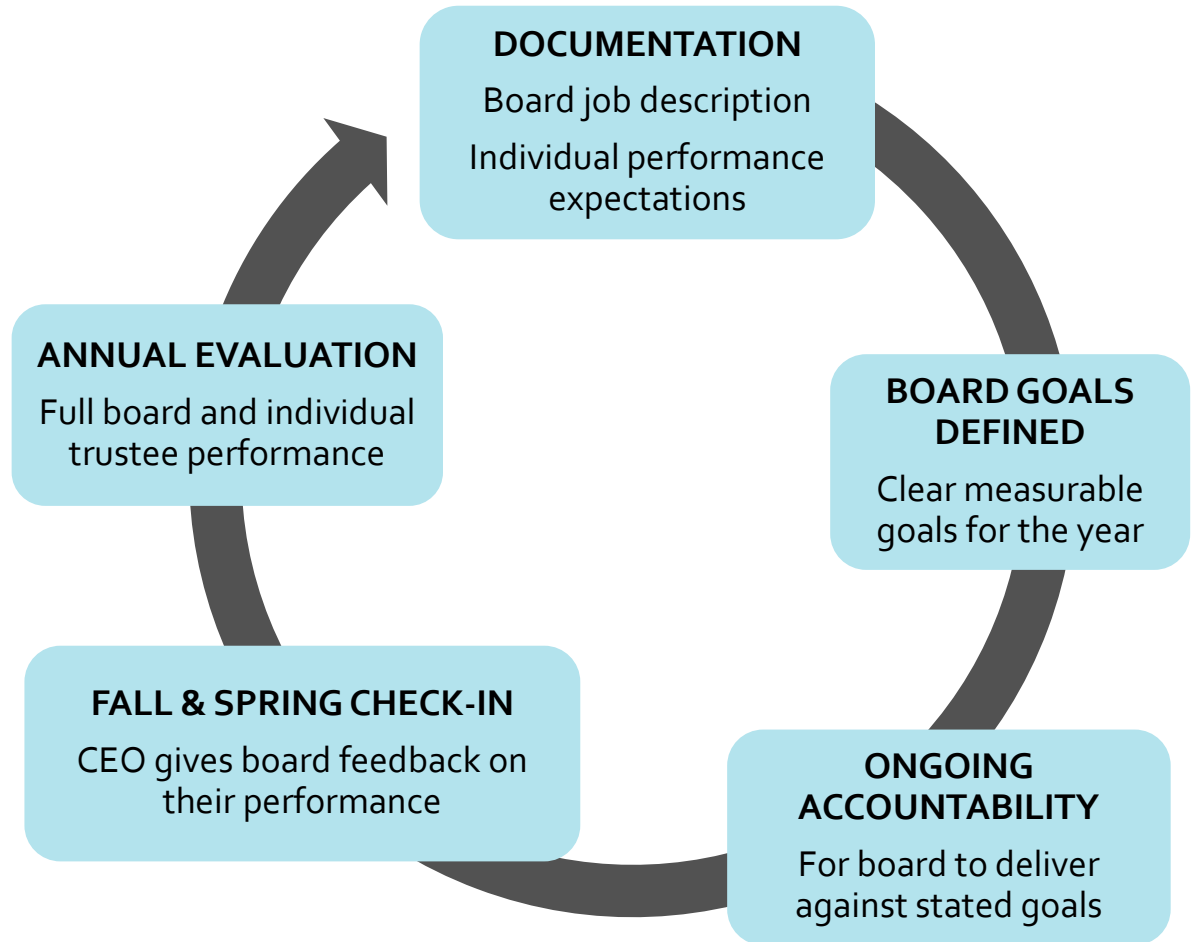 DOCUMENTATION
Board job description
Individual performance
expectations
BOARD GOALS
DEFINED
Clear measurable
goals for the year
ONGOING
ACCOUNTABILITY
For board to deliver
against stated goals
FALL & SPRING CHECK-IN
CEO gives board feedback on
their performance
ANNUAL EVALUATION
Full board and individual
trustee performance